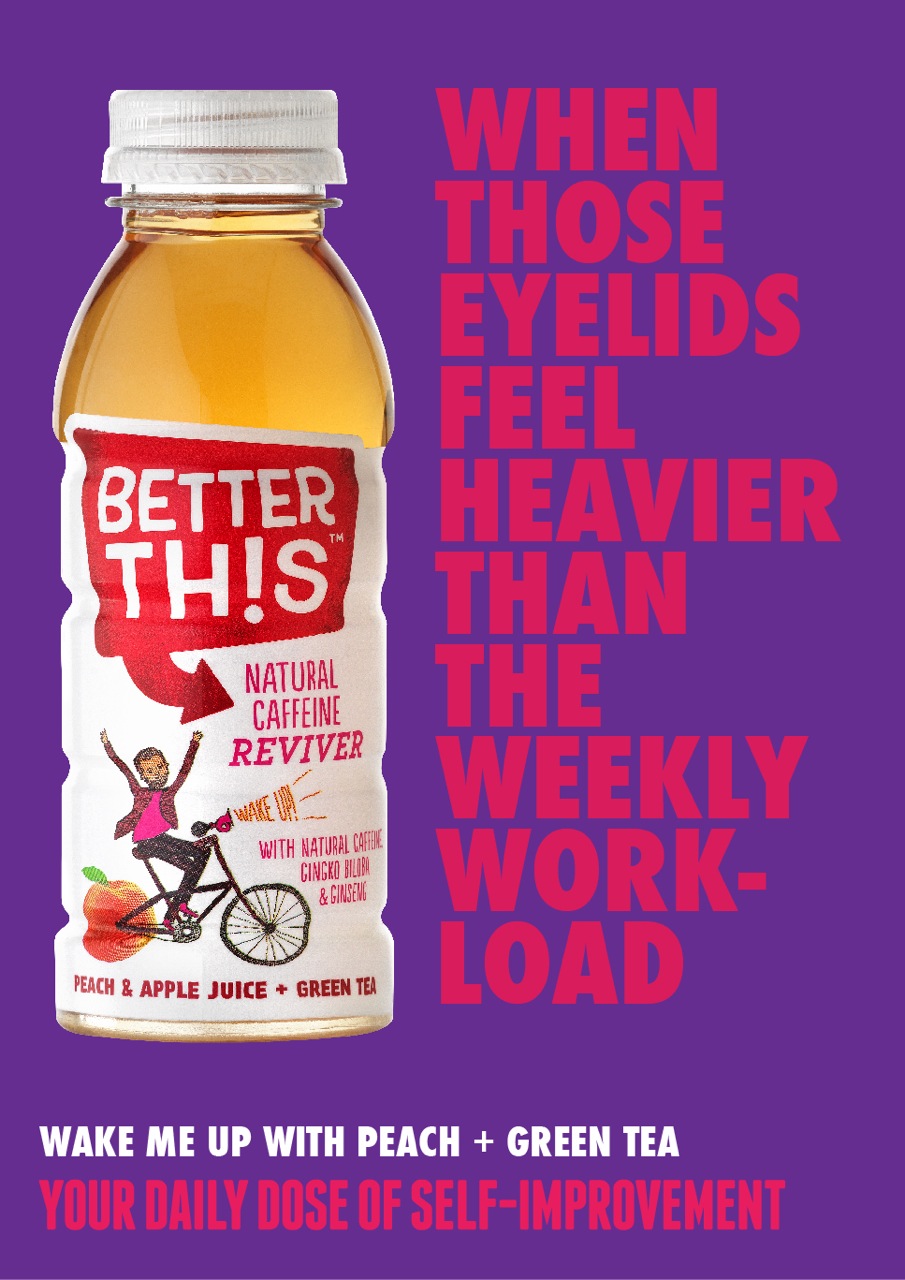 BETTER
TH!S™
NATURAL
CAFFEINE
REVIVER
WAKE UP!
WITH NATURAL CAFFEINE,
GINGKO BILOBA
& GINSENG
PEACH & APPLE JUICE + GREEN TEA
WHEN
THOSE
EYELIDS
FEEL
HEAVIER
THAN
THE
WEEKLY
WORK-
LOAD
WAKE ME UP WITH PEACH + GREEN TEA
YOUR DAILY DOSE OF SELF-IMPROVEMENT